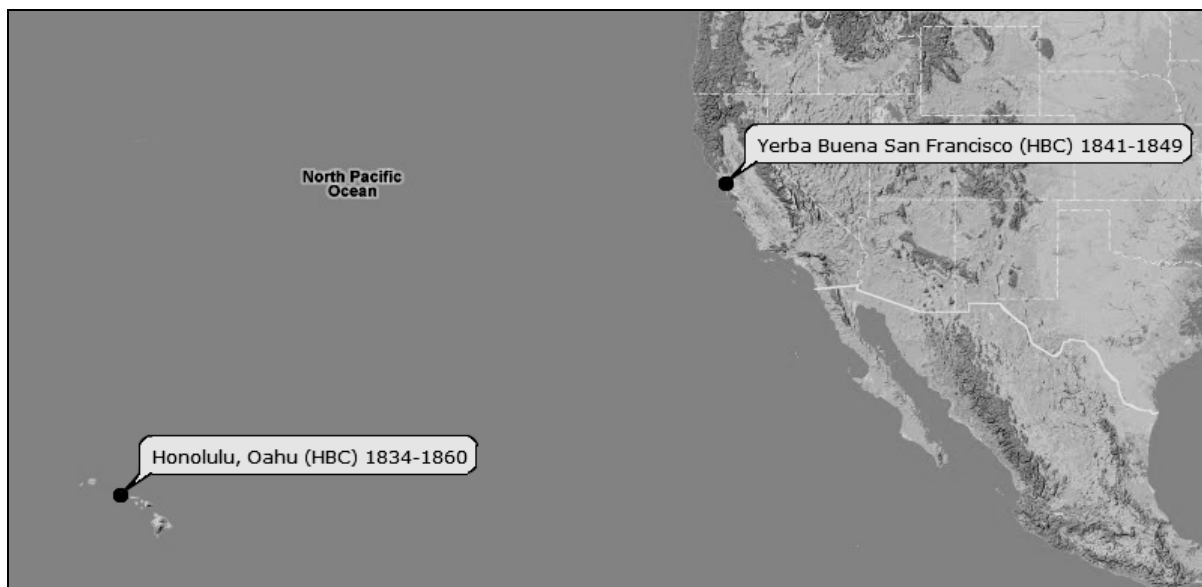 Yerba Buena San Francisco (HBC) 1841-1849
North Pacific
Ocean
Honolulu, Oahu (HBC) 1834-1860